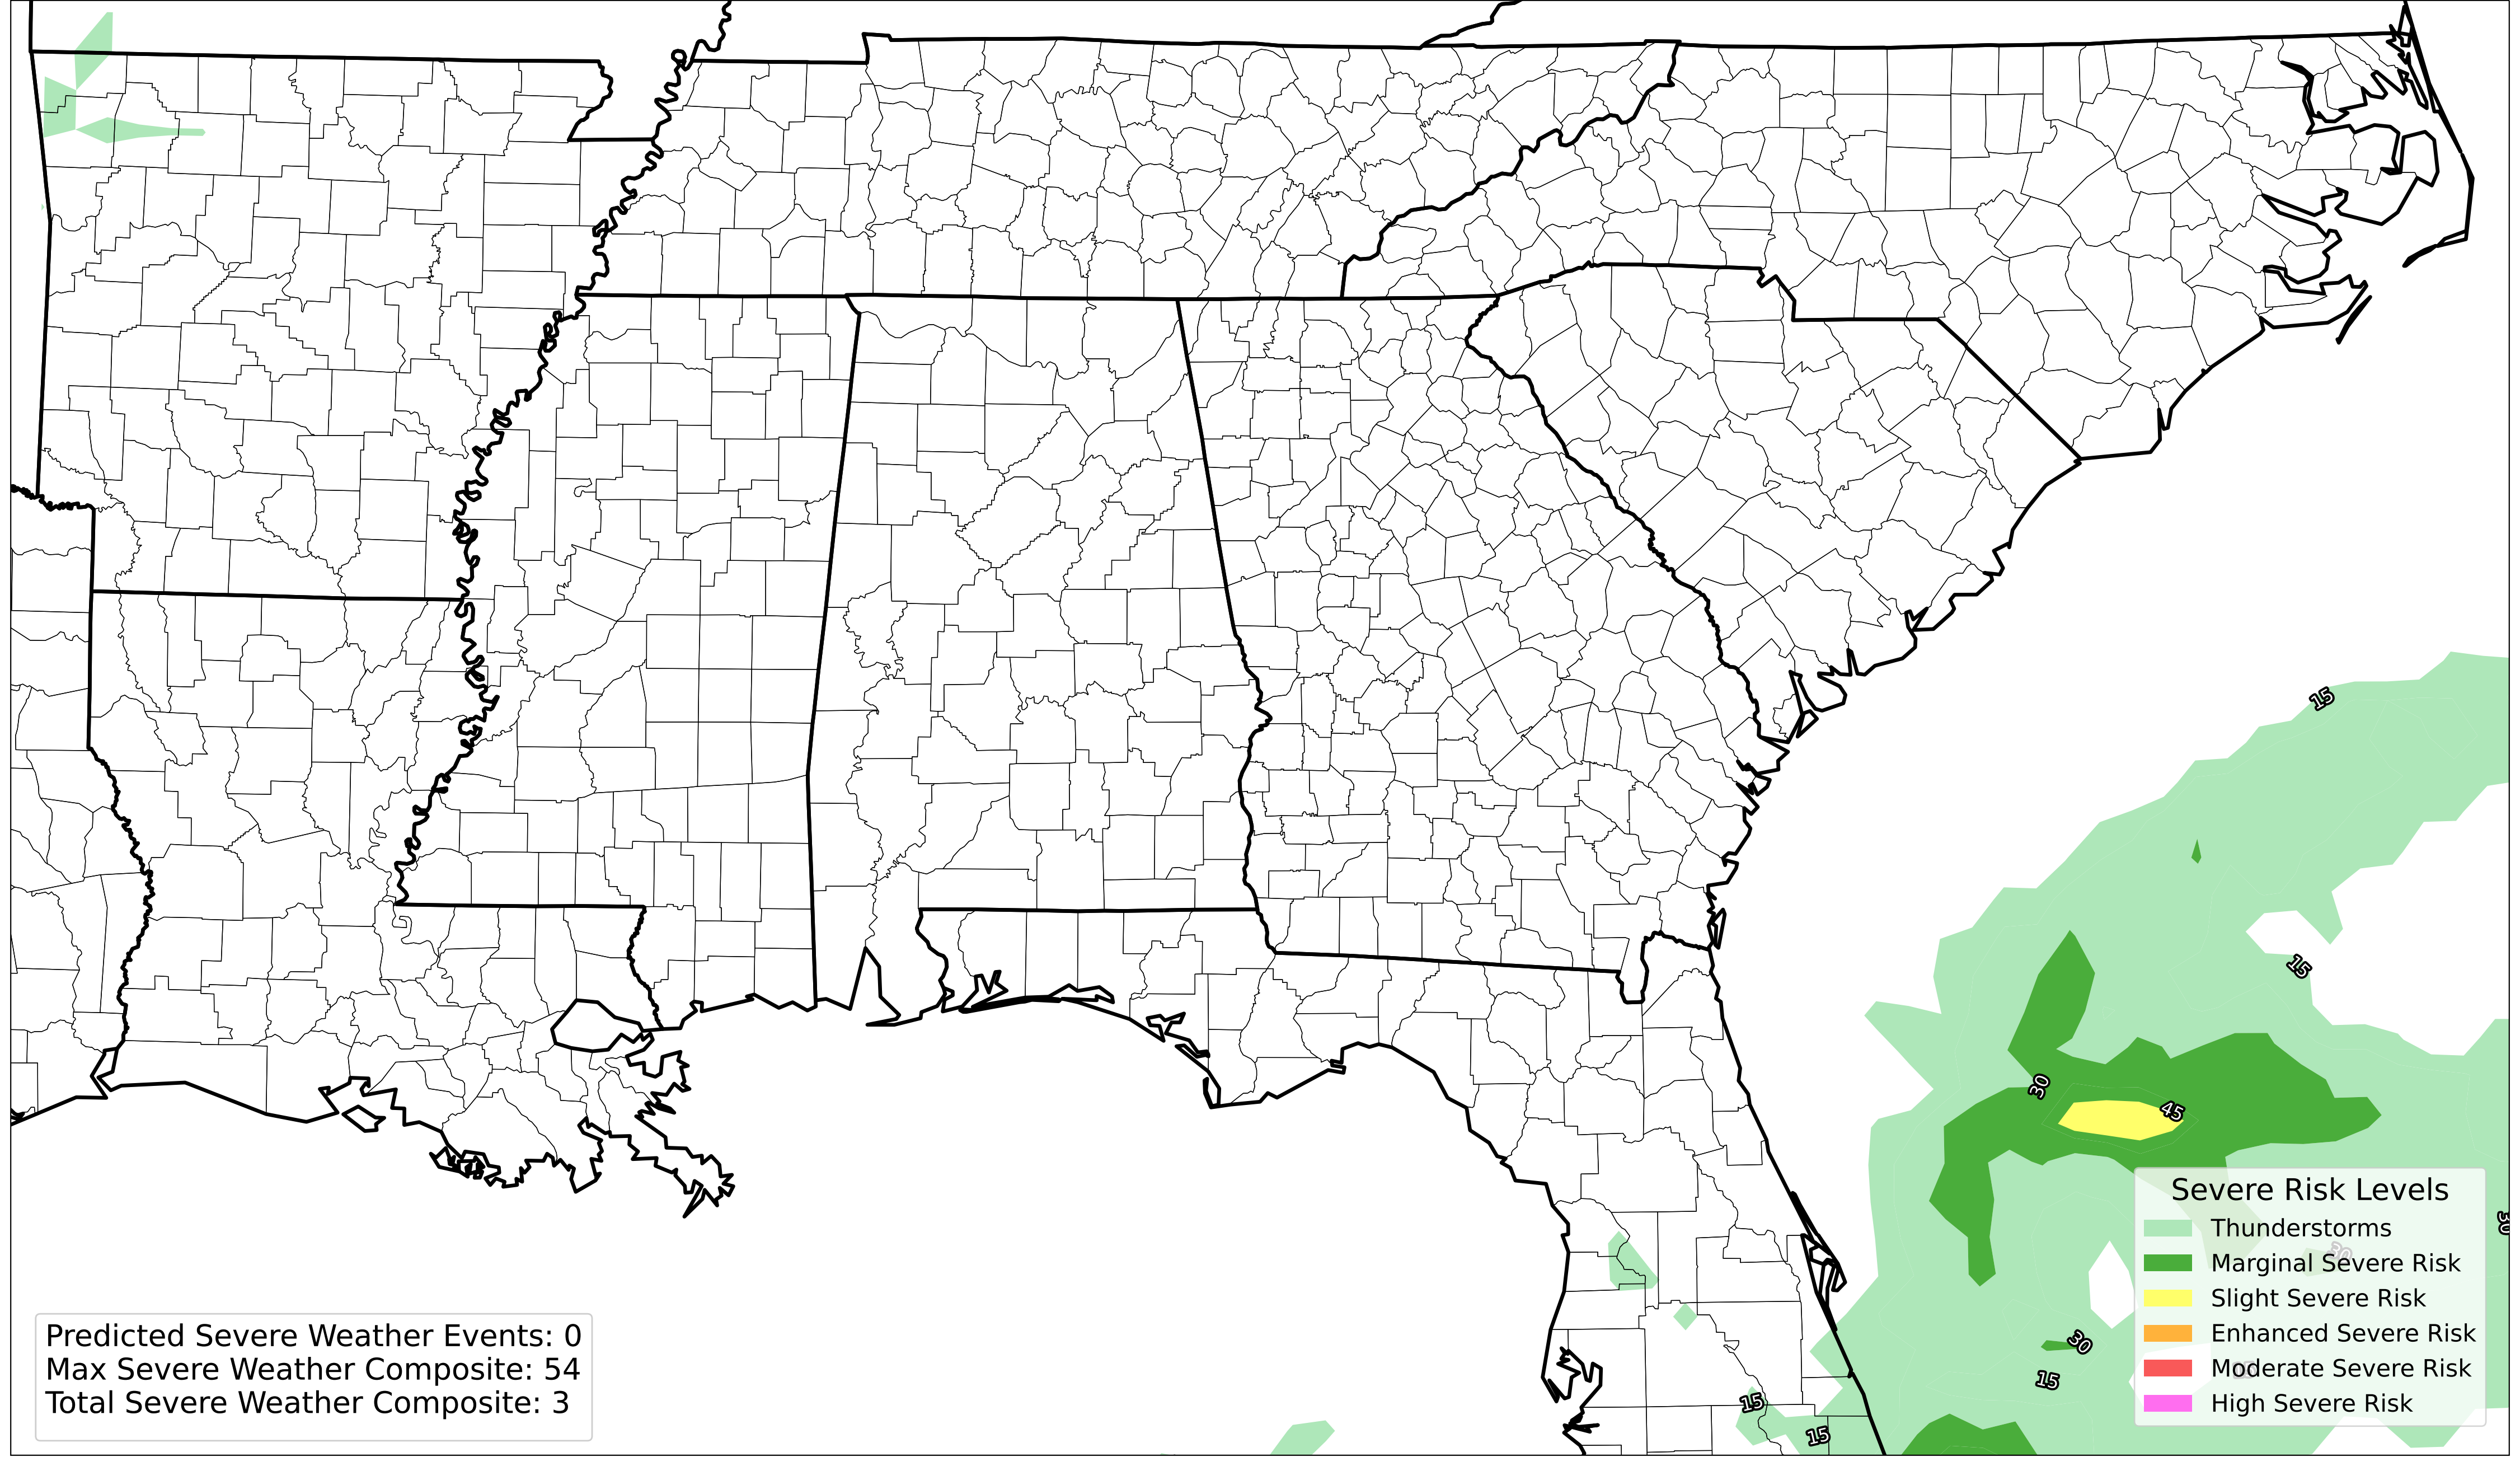 15
15
30
45
Severe Risk Levels
Thunderstorms
30
30
Marginal Severe Risk
Slight Severe Risk
Enhanced Severe Risk
30
Moderate Severe Risk
15
High Severe Risk
15
15
Predicted Severe Weather Events: 0
Max Severe Weather Composite: 54
Total Severe Weather Composite: 3